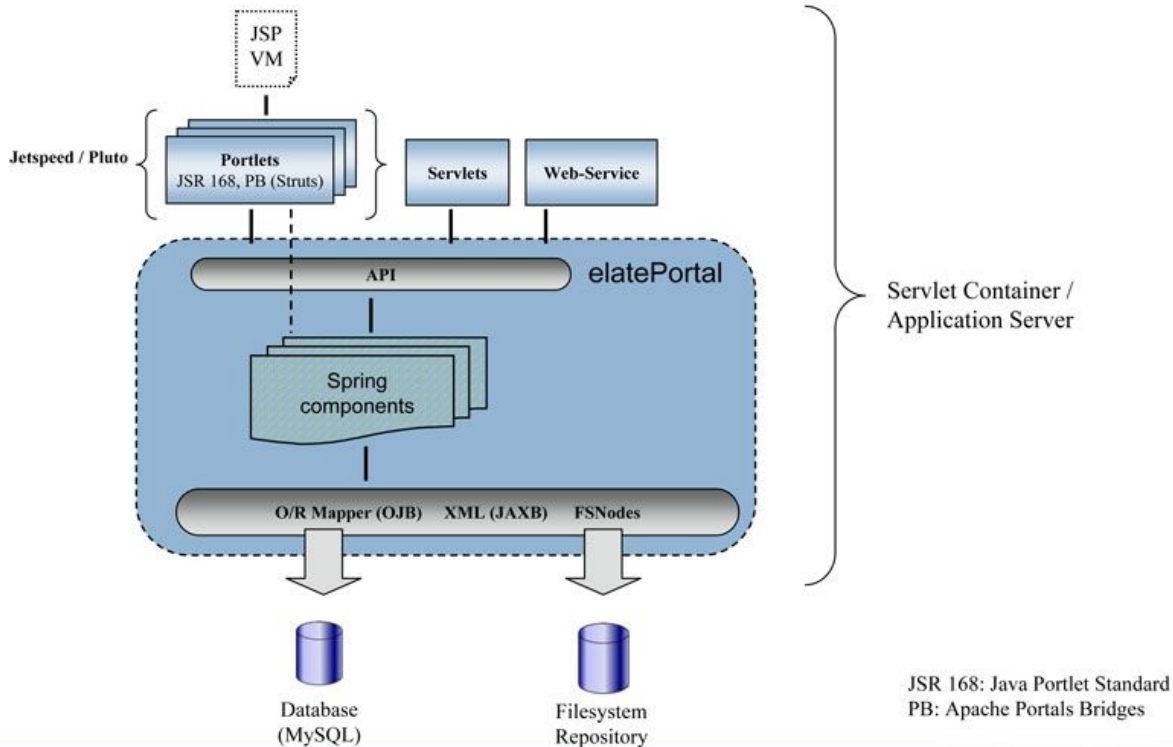 JSP
VM
Jetspeed / Pluto
Portlets
JSR 168, PB (Struts)
Servlets
Web-Service
API
elatePortal
Servlet Container /
Application Server
Spring
components
O/R Mapper (OJB) XML (JAXB) FSNodes
Database
(MySQL)
Filesystem
Repository
JSR 168: Java Portlet Standard
PB: Apache Portals Bridges